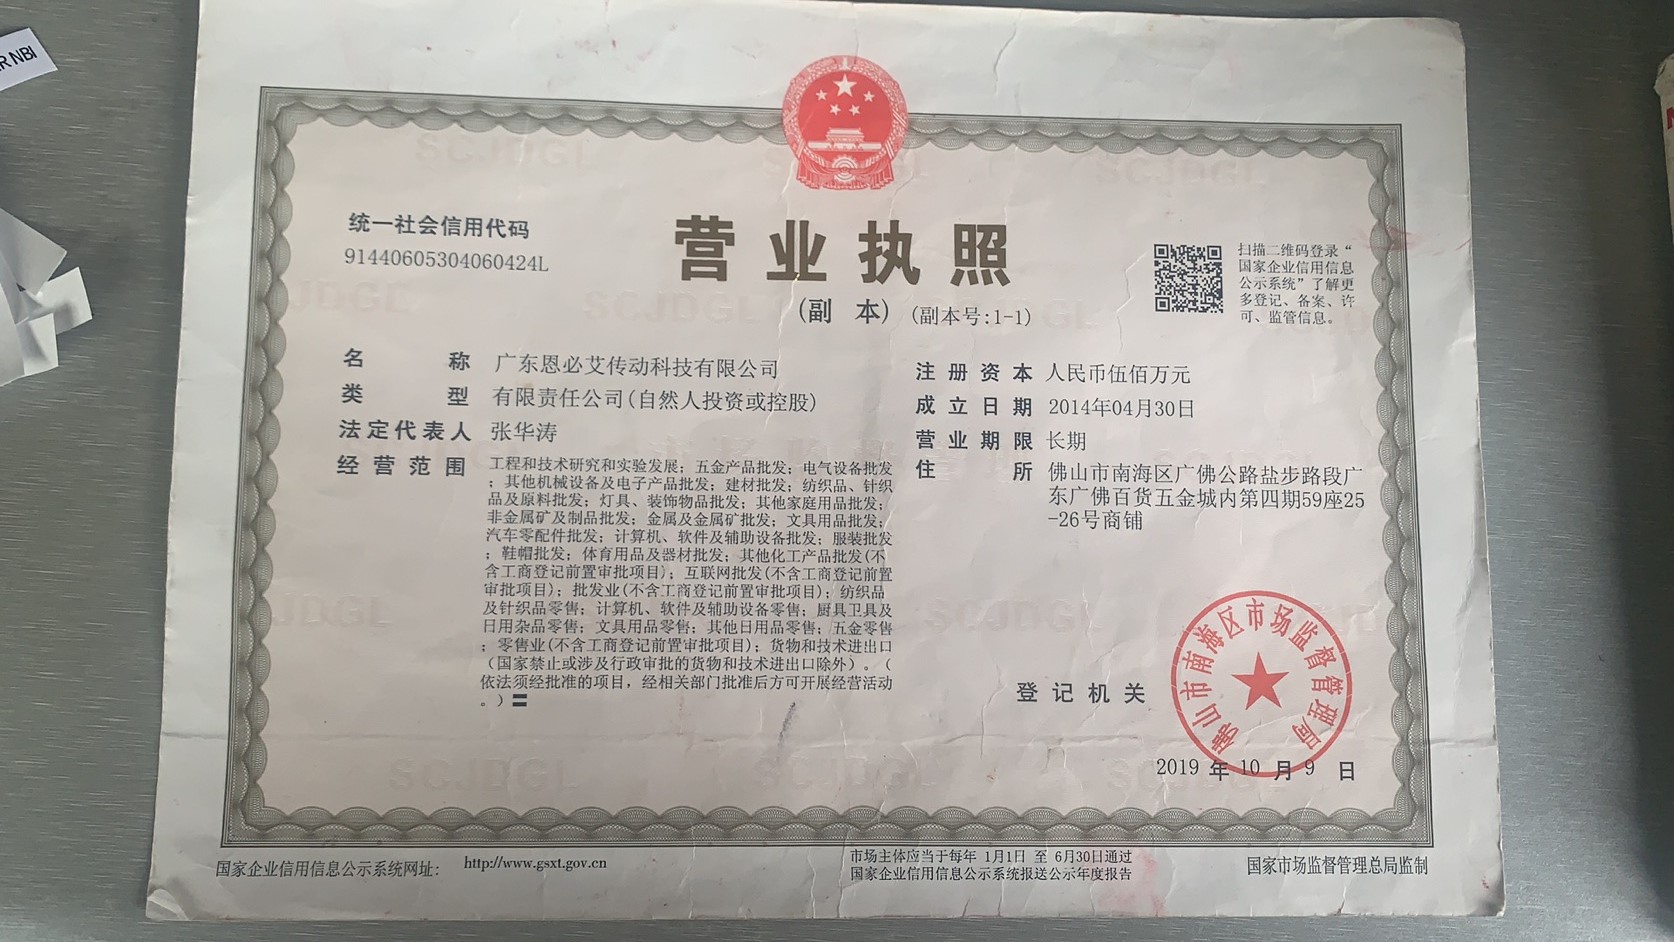 R NBI
统一社会信用代码
91440605304060424L
营业执照
(副 本) (副本号:1-1)
扫描二维码登录“
国家企业信用信息
公示系统”了解更
多登记、备案、许
可、监管信息。
名 称 广东恩必艾传动科技有限公司
类 型 有限责任公司(自然人投资或控股)
法定代表人 张华涛
经营范围 工程和技术研究和实验发展；五金产品批发；电气设备批发
；其他机械设备及电子产品批发；建材批发；纺织品、针织
品及原料批发；灯具、装饰物品批发；其他家庭用品批发；
非金属矿及制品批发；金属及金属矿批发；文具用品批发；
汽车零配件批发；计算机、软件及辅助设备批发；服装批发
；鞋帽批发；体育用品及器材批发；其他化工产品批发(不
含工商登记前置审批项目)；互联网批发(不含工商登记前置
审批项目)；批发业(不含工商登记前置审批项目)；纺织品
及针织品零售；计算机、软件及辅助设备零售；厨具卫具及
日用杂品零售；文具用品零售；其他日用品零售；五金零售
；零售业(不含工商登记前置审批项目)；货物和技术进出口
（国家禁止或涉及行政审批的货物和技术进出口除外）。（
依法须经批准的项目，经相关部门批准后方可开展经营活动
。）
注册资本 人民币伍佰万元
成立日期 2014年04月30日
营业期限 长期
住 所 佛山市南海区广佛公路盐步路段广
东广佛百货五金城内第四期59座25
-26号商铺
登记机关
佛山市南海区市场监督管理局
2019 年 10 月 9 日
国家企业信用信息公示系统网址： http://www.gsxt.gov.cn
市场主体应当于每年 1月1日 至 6月30日通过
国家企业信用信息公示系统报送公示年度报告
国家市场监督管理总局监制
SCJDGL